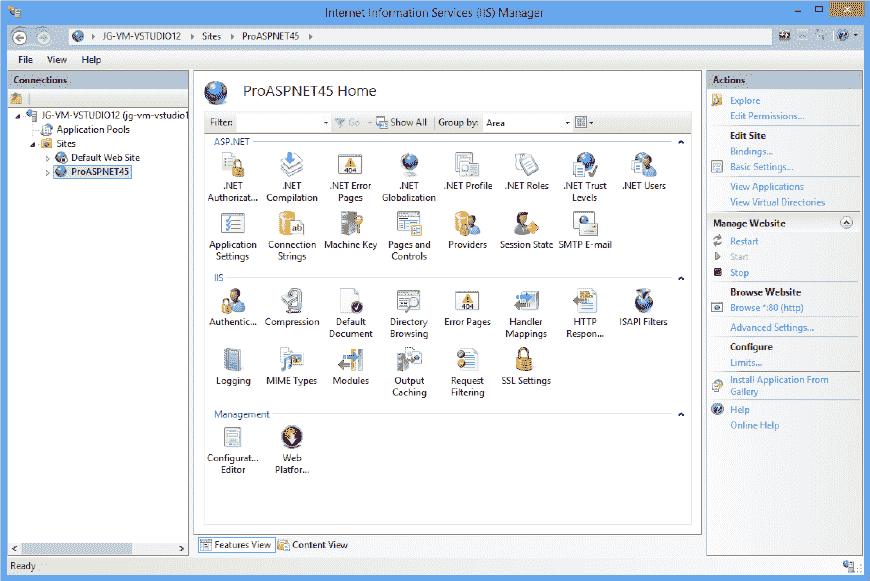 Internet Information Services (IIS) Manager
JG-VM-VSTUDIO12 Sites ProASPNET45
File View Help
Connections
JG-VM-VSTUDIO12 (jg-vm-vstudio1
Application Pools
Sites
Default Web Site
ProASPNET45
ProASPNET45 Home
Filter: Go Show All Group by: Area
ASP.NET
.NET Authorizat...
.NET Compilation
.NET Error Pages
.NET Globalization
.NET Profile
.NET Roles
.NET Trust Levels
.NET Users
Application Settings
Connection Strings
Machine Key
Pages and Controls
Providers
Session State
SMTP E-mail
IIS
Authentic...
Compression
Default Document
Directory Browsing
Error Pages
Handler Mappings
HTTP Respon...
ISAPI Filters
Logging
MIME Types
Modules
Output Caching
Request Filtering
SSL Settings
Management
Configurat... Editor
Web Platfor...
Features View Content View
Actions
Explore
Edit Permissions...
Edit Site
Bindings...
Basic Settings...
View Applications
View Virtual Directories
Manage Website
Restart
Start
Stop
Browse Website
Browse *:80 (http)
Advanced Settings...
Configure
Limits...
Install Application From
Gallery
Help
Online Help
Ready